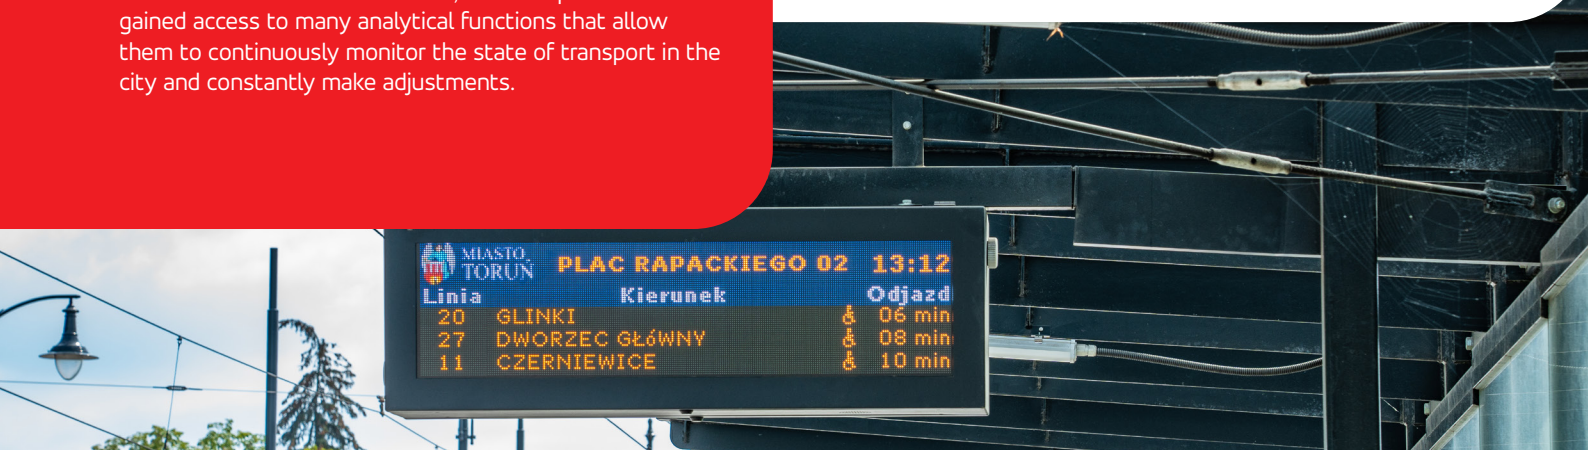 gained access to many analytical functions that allow
them to continuously monitor the state of transport in the
city and constantly make adjustments.
MIASTO
TORUŃ
PLAC RAPACKIEGO 02 13:12
Linia Kierunek Odjazd
20 GLINKI 06 min
27 DWORZEC GŁóWNY 08 min
11 CZERNIEWICE 10 min